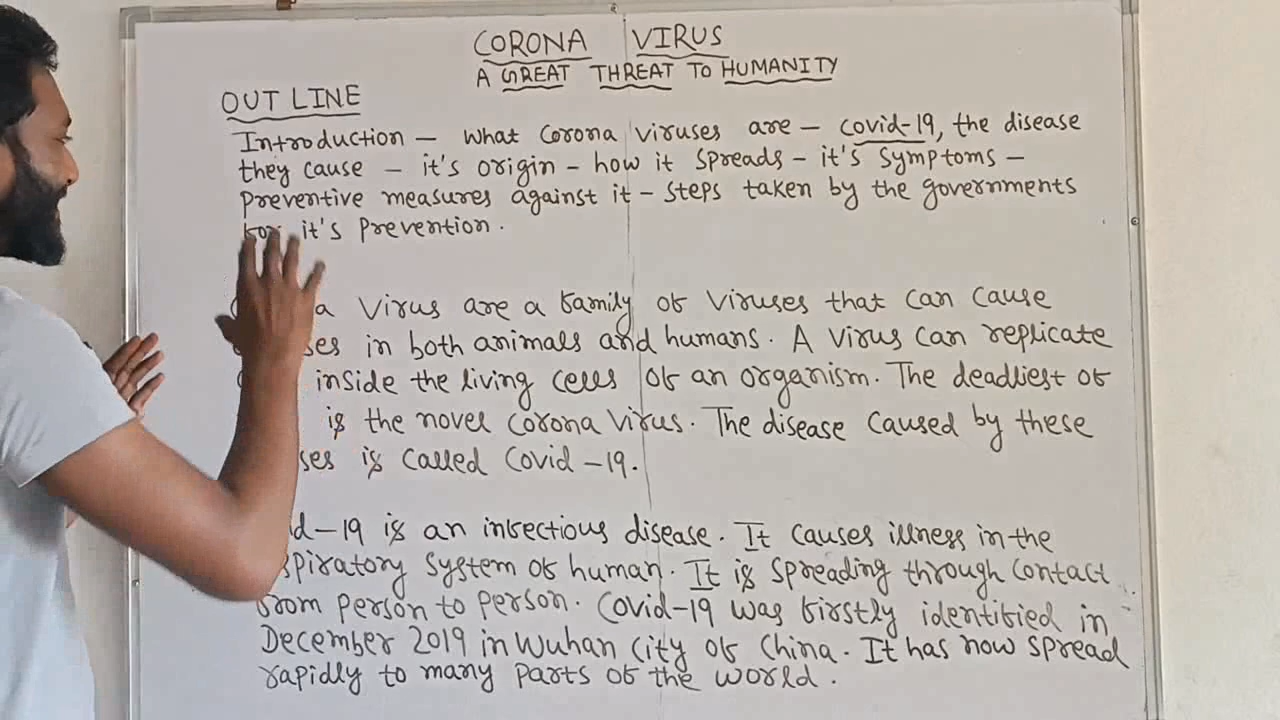 CORONA VIRUS
A GREAT THREAT TO HUMANITY
OUT LINE
Introduction – what Corona viruses are – covid-19, the disease
they cause – it's origin – how it spreads – it's symptoms –
preventive measures against it – steps taken by the governments
for it's prevention.
a Virus are a family of viruses that can cause
in both animals and humans. A virus can replicate
inside the living cells of an organism. The deadliest of
is the novel corona virus. The disease caused by these
is called Covid-19.
d-19 is an infectious disease. It causes illness in the
spiratory system of human. It is spreading through contact
from person to person. Covid-19 was firstly identified in
December 2019 in Wuhan city of China. It has now spread
rapidly to many parts of the world.